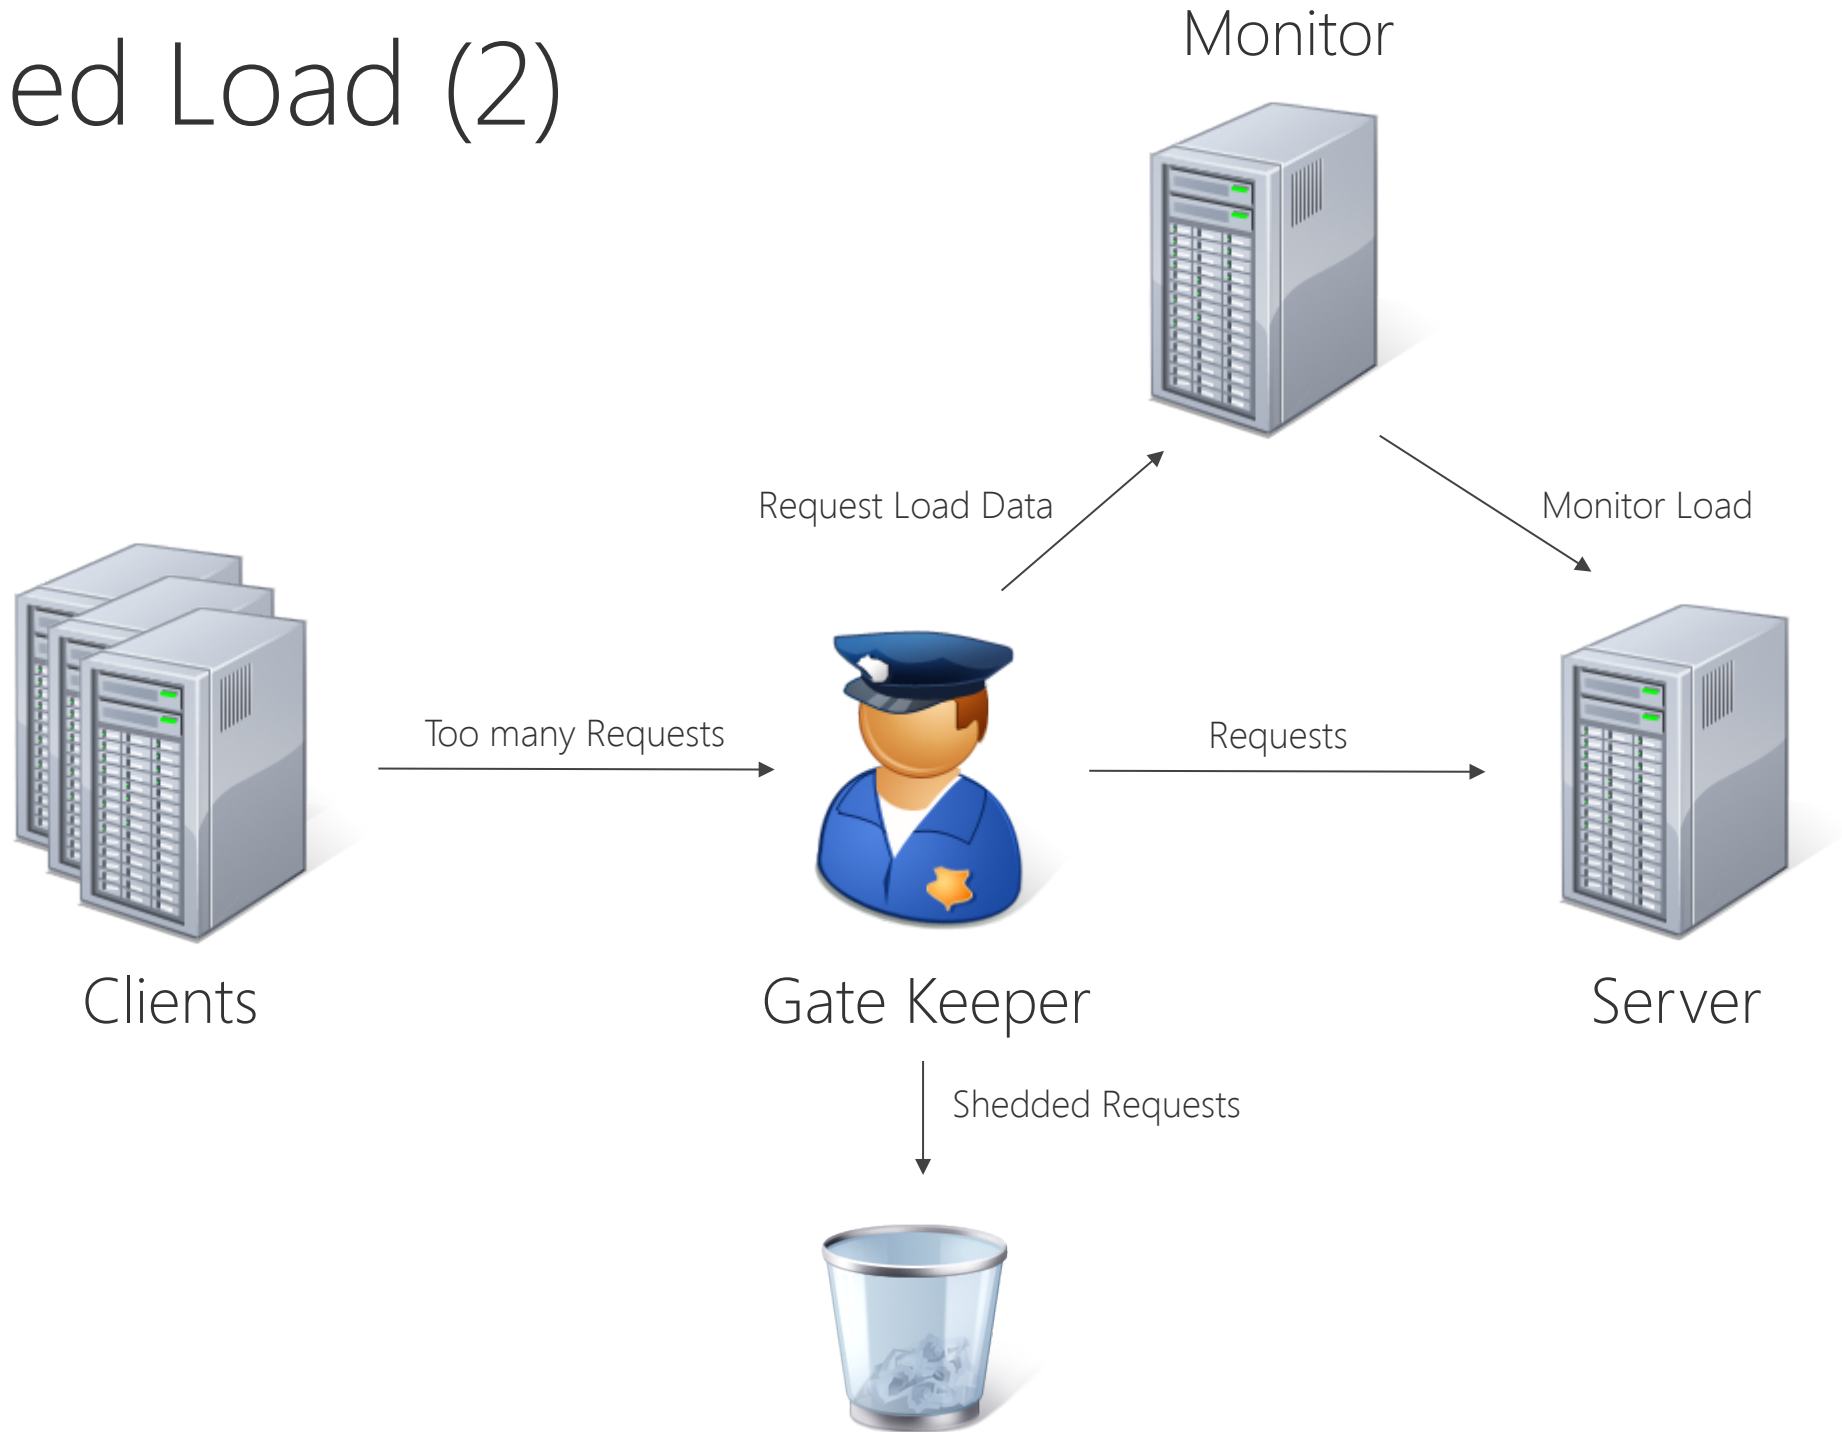 ed Load (2)
Monitor
Request Load Data
Monitor Load
Too many Requests
Requests
Clients
Gate Keeper
Server
Shedded Requests